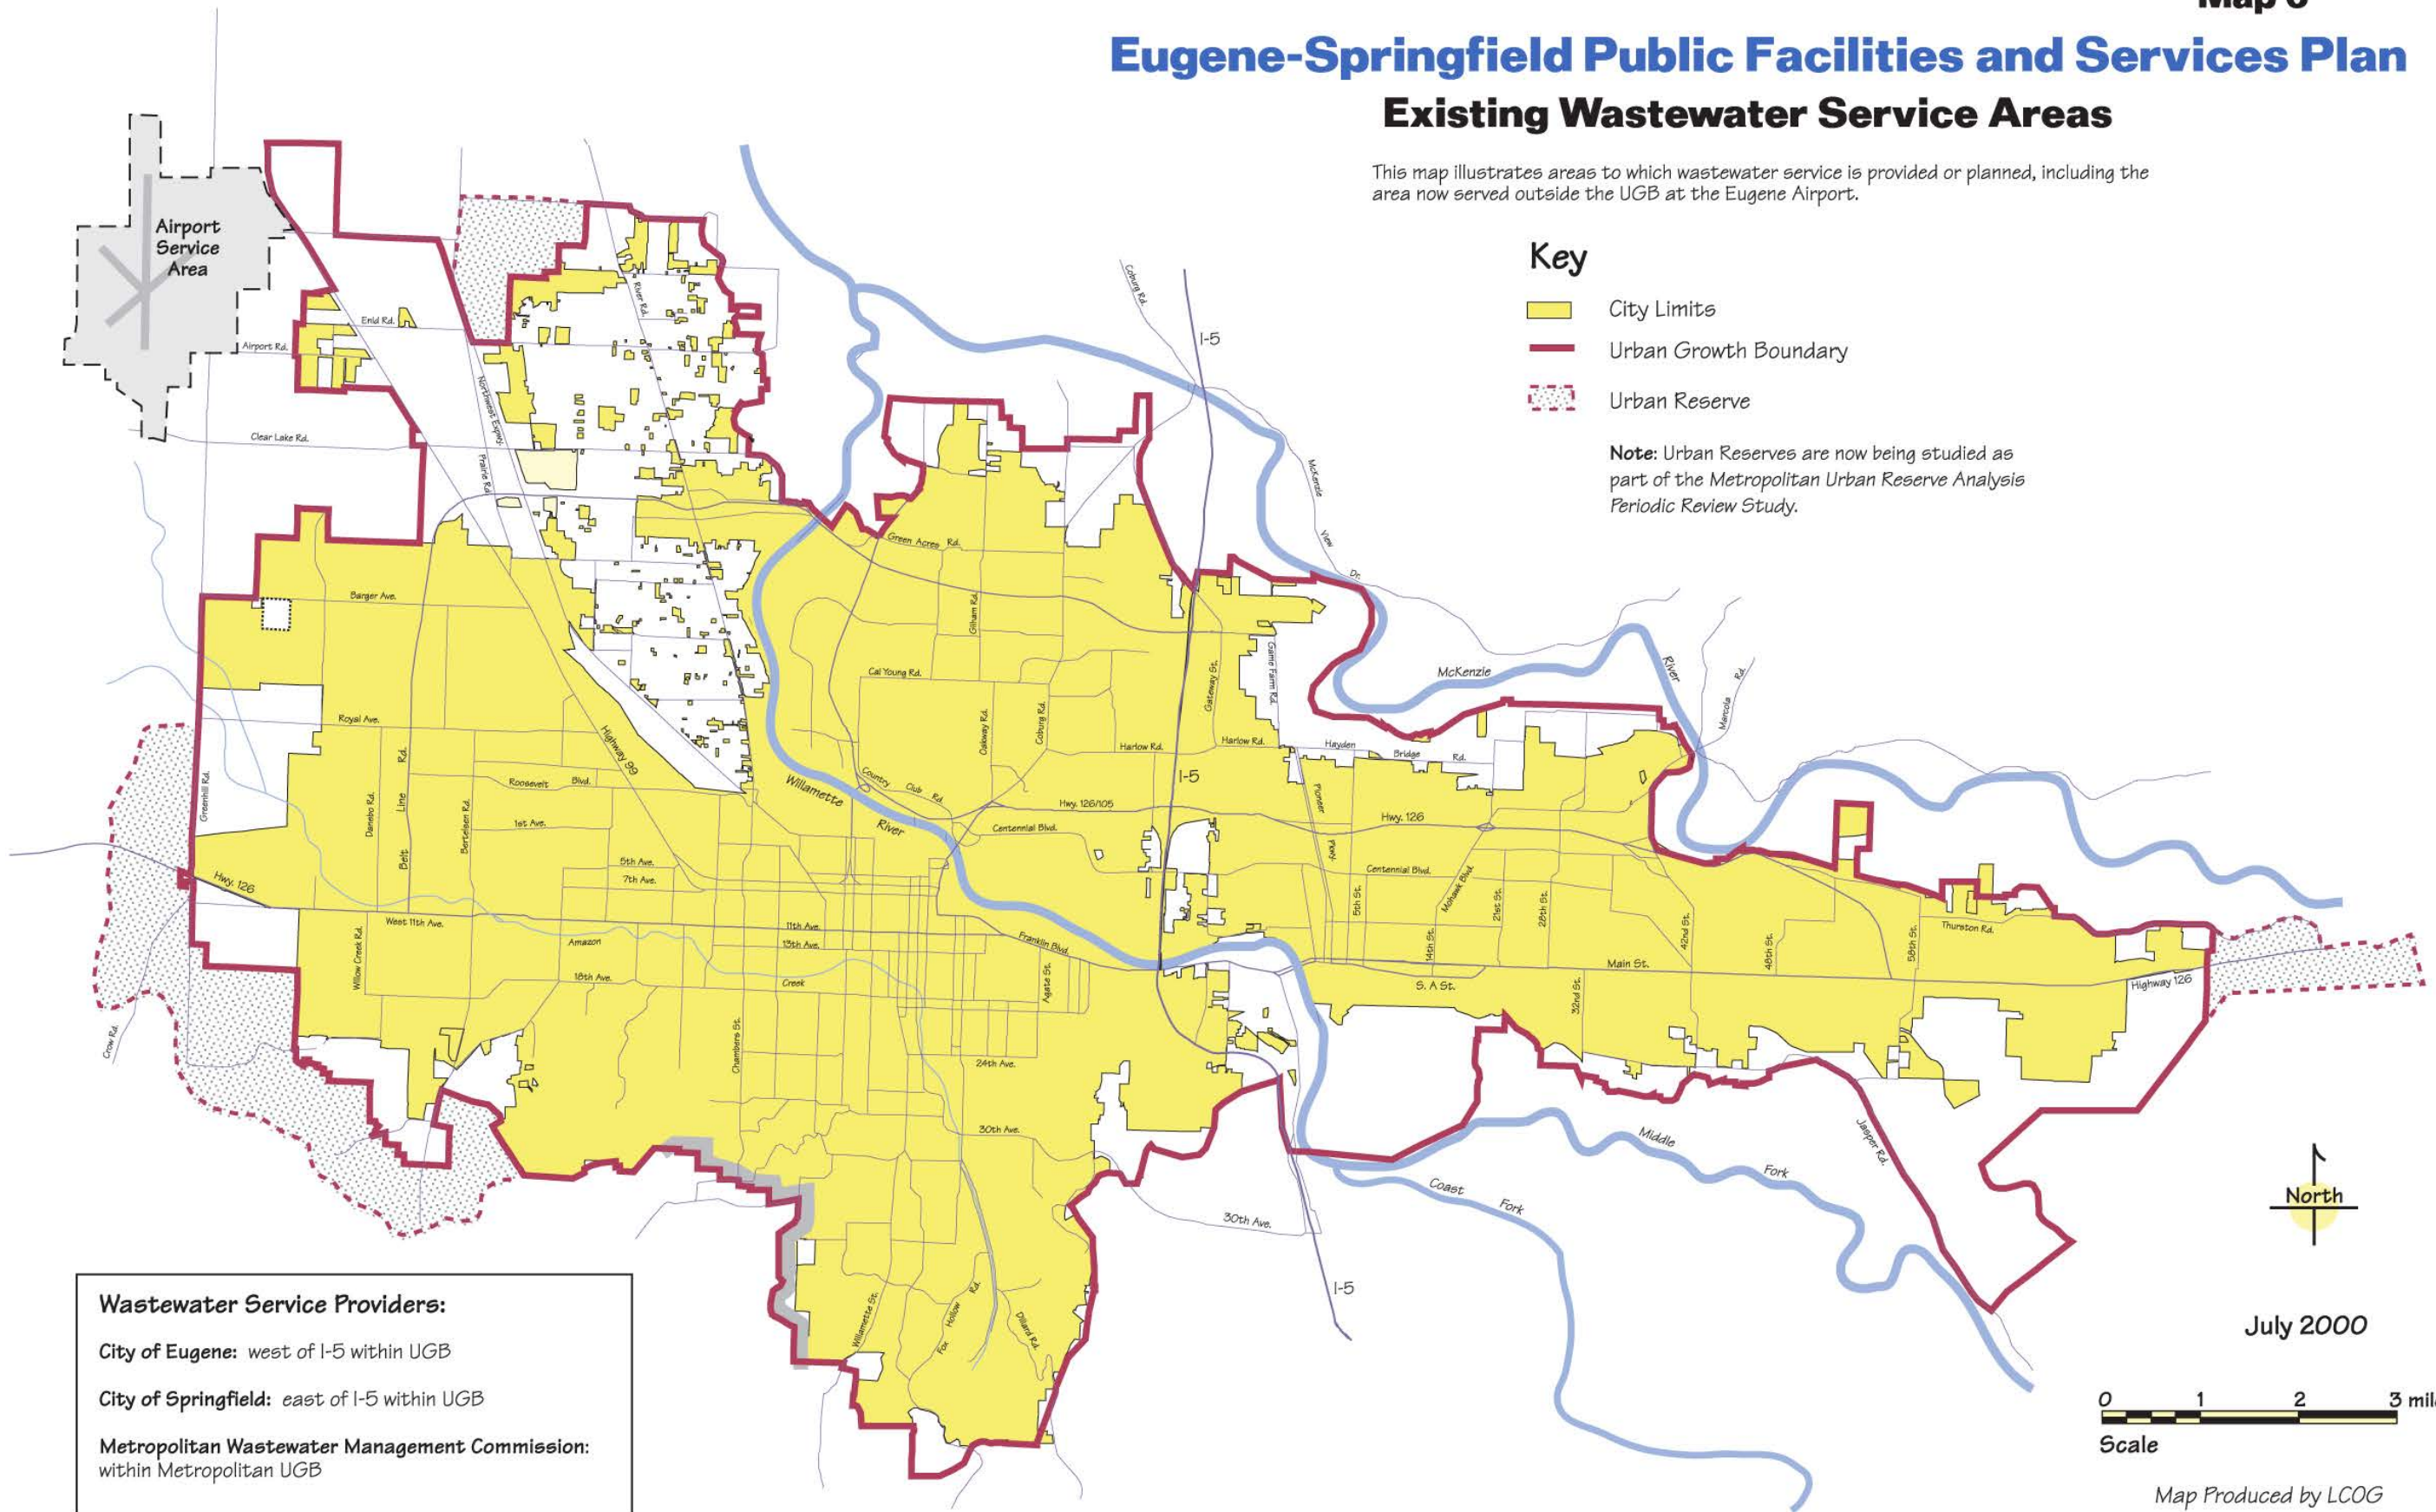 Eugene-Springfield Public Facilities and Services Plan
Existing Wastewater Service Areas
This map illustrates areas to which wastewater service is provided or planned, including the
area now served outside the UGB at the Eugene Airport.
Key
City Limits
Urban Growth Boundary
Urban Reserve
Note: Urban Reserves are now being studied as
part of the Metropolitan Urban Reserve Analysis
Periodic Review Study.
Airport
Service
Area
Enid Rd.
Airport Rd.
Clear Lake Rd.
Northwest Expwy.
Prairie Rd.
River Rd.
Coburg Rd.
I-5
McKenzie
View
Dr.
Green Acres Rd.
Gilham Rd.
Barger Ave.
Cal Young Rd.
Gateway St.
Game Farm Rd.
McKenzie
River
Marcola Rd.
Royal Ave.
Highway 99
Oakway Rd.
Coburg Rd.
Harlow Rd.
Harlow Rd.
Hayden
Bridge
Rd.
Greenhill Rd.
Danebo Rd.
Belt
Line
Rd.
Bertelsen Rd.
Roosevelt
Blvd.
1st Ave.
Willamette
River
Country
Club
Rd.
I-5
Hwy. 126/105
Centennial Blvd.
Pioneer
Pkwy.
Hwy. 126
Centennial Blvd.
5th Ave.
7th Ave.
Hwy. 126
West 11th Ave.
11th Ave.
13th Ave.
Franklin Blvd.
5th St.
Mohawk Blvd.
14th St.
21st St.
28th St.
42nd St.
48th St.
58th St.
Thurston Rd.
Willow Creek Rd.
Amazon
Creek
18th Ave.
Agate St.
Main St.
S. A St.
32nd St.
Highway 126
Crow Rd.
Chambers St.
24th Ave.
30th Ave.
30th Ave.
Jasper Rd.
Middle
Fork
Coast
Fork
I-5
Willamette St.
Fox
Hollow
Rd.
Dillard Rd.
North
July 2000
0 1 2
Scale
Map Produced by LCOG
Wastewater Service Providers:
City of Eugene: west of I-5 within UGB
City of Springfield: east of I-5 within UGB
Metropolitan Wastewater Management Commission:
within Metropolitan UGB